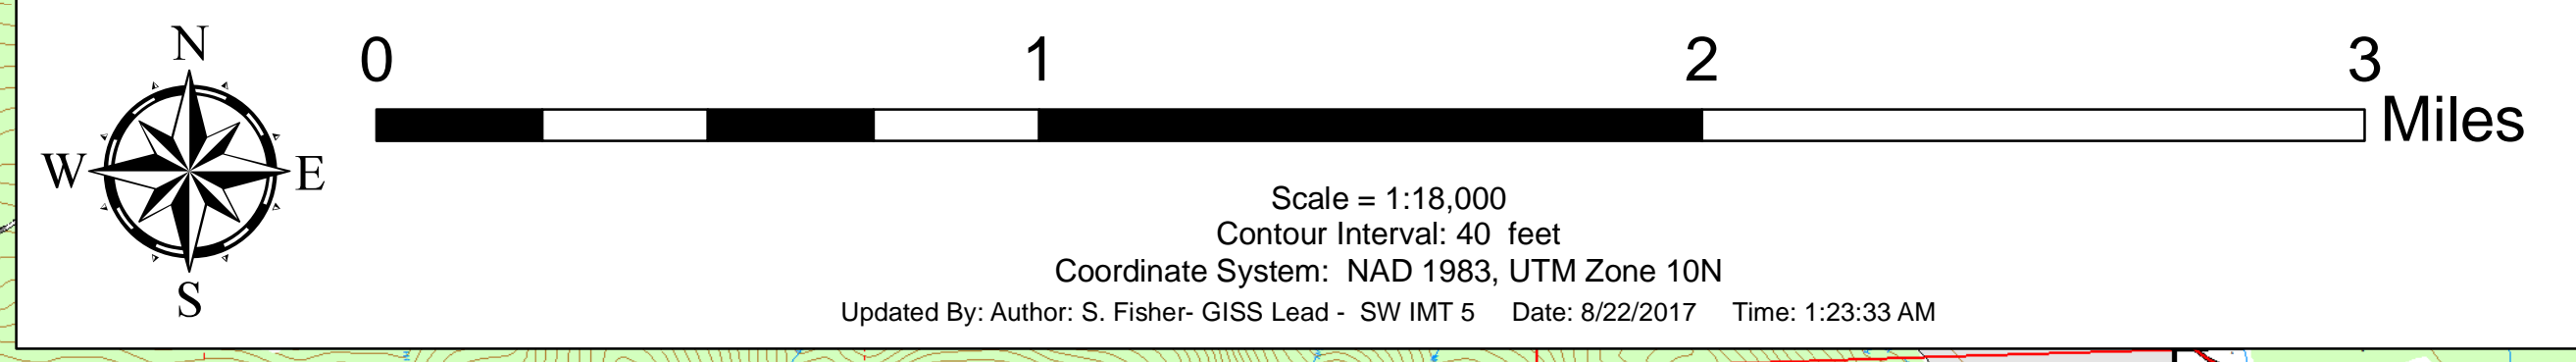 N
W E
S
0 1 2 3
Miles
Scale = 1:18,000
Contour Interval: 40  feet
Coordinate System:  NAD 1983, UTM Zone 10N
Updated By: Author: S. Fisher- GISS Lead -  SW IMT 5     Date: 8/22/2017     Time: 1:23:33 AM